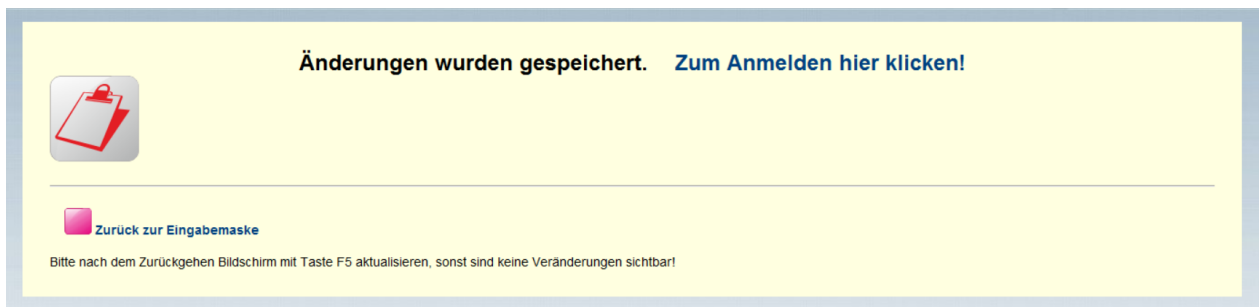 Änderungen wurden gespeichert. Zum Anmelden hier klicken!
Zurück zur Eingabemaske
Bitte nach dem Zurückgehen Bildschirm mit Taste F5 aktualisieren, sonst sind keine Veränderungen sichtbar!